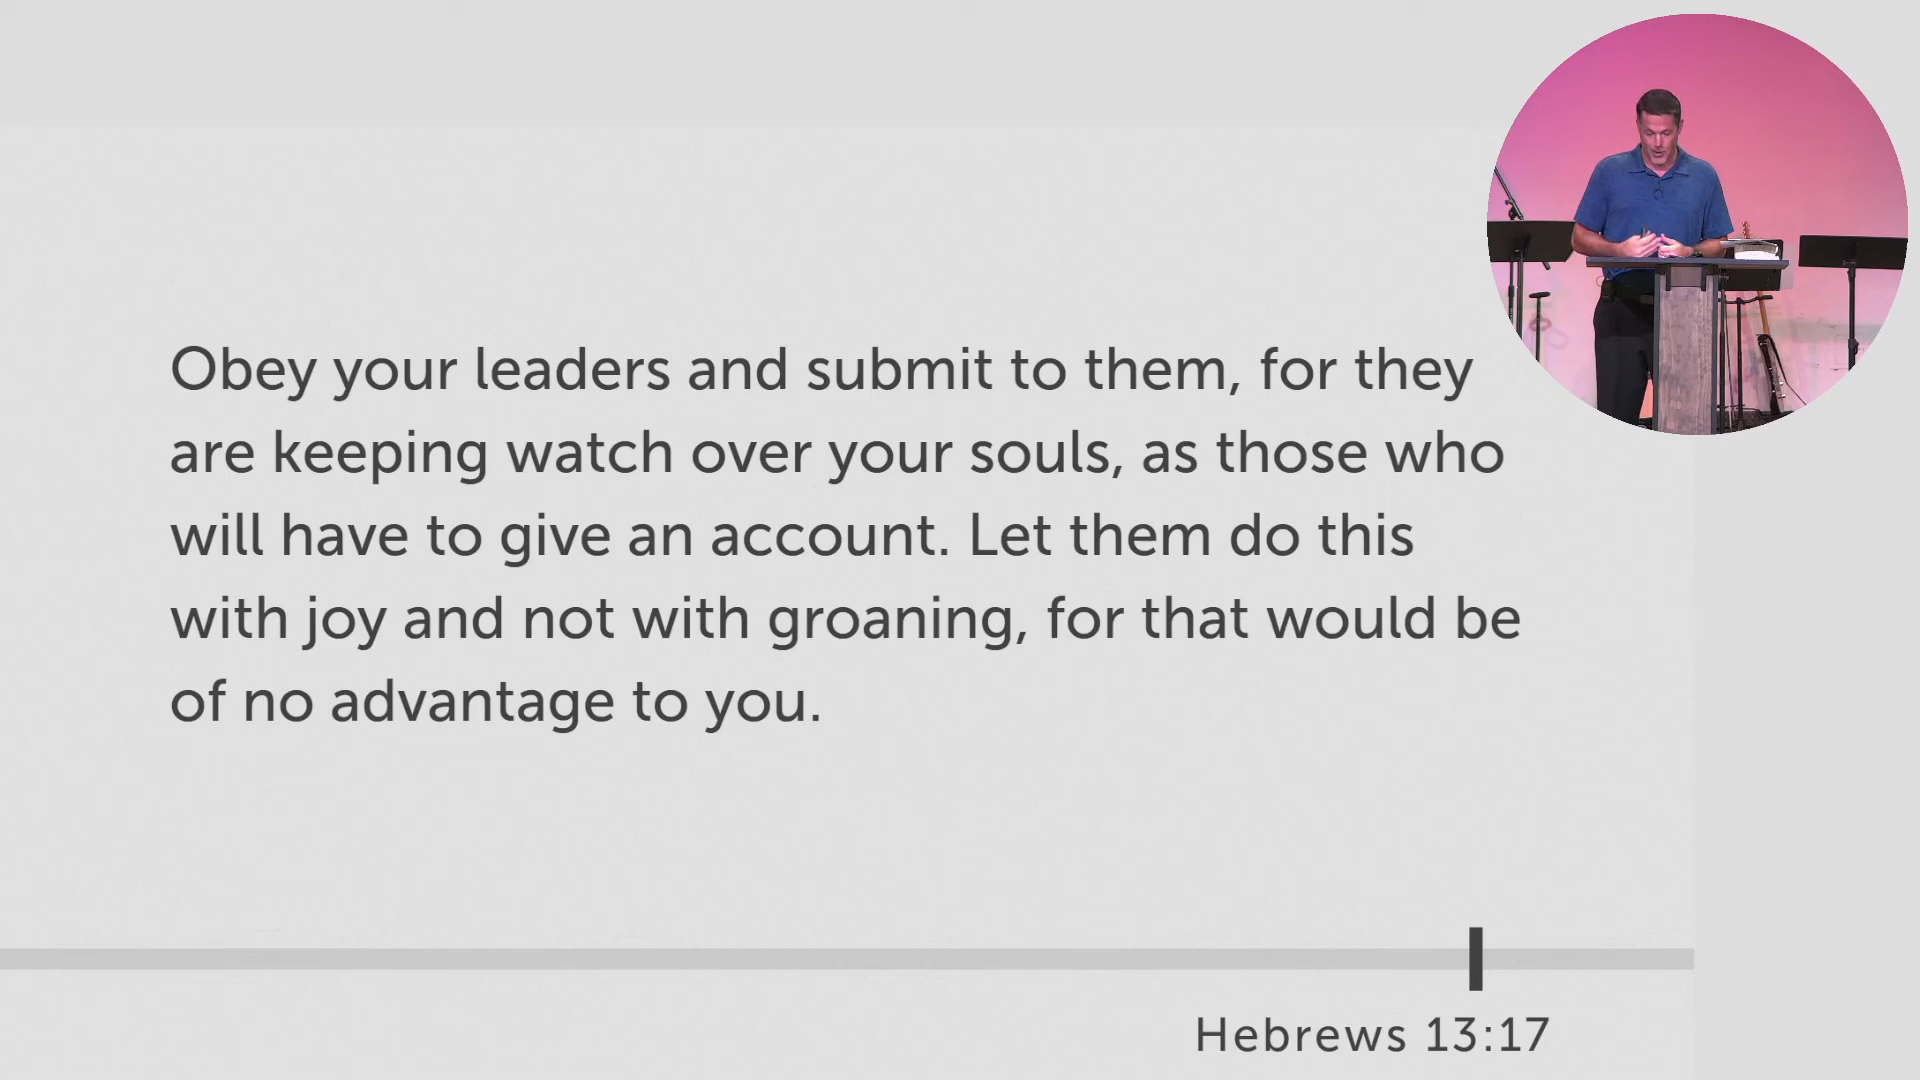 Obey your leaders and submit to them, for they
are keeping watch over your souls, as those who
will have to give an account. Let them do this
with joy and not with groaning, for that would be
of no advantage to you.
Hebrews 13:17